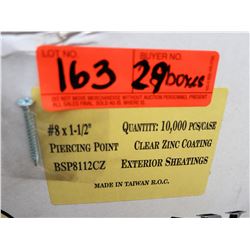 LOT NO.
BUYER NO.
163
29 boxes
DO NOT MOVE MERCHANDISE WITHOUT AUCTION PERSONNEL PRESENT
ALL SALES FINAL. SOLD AS IS, WHERE IS.
#8 x 1-1/2"
QUANTITY: 10,000 PCS/CASE
PIERCING POINT
CLEAR ZINC COATING
BSP8112CZ
EXTERIOR SHEATINGS
MADE IN TAIWAN R.O.C.